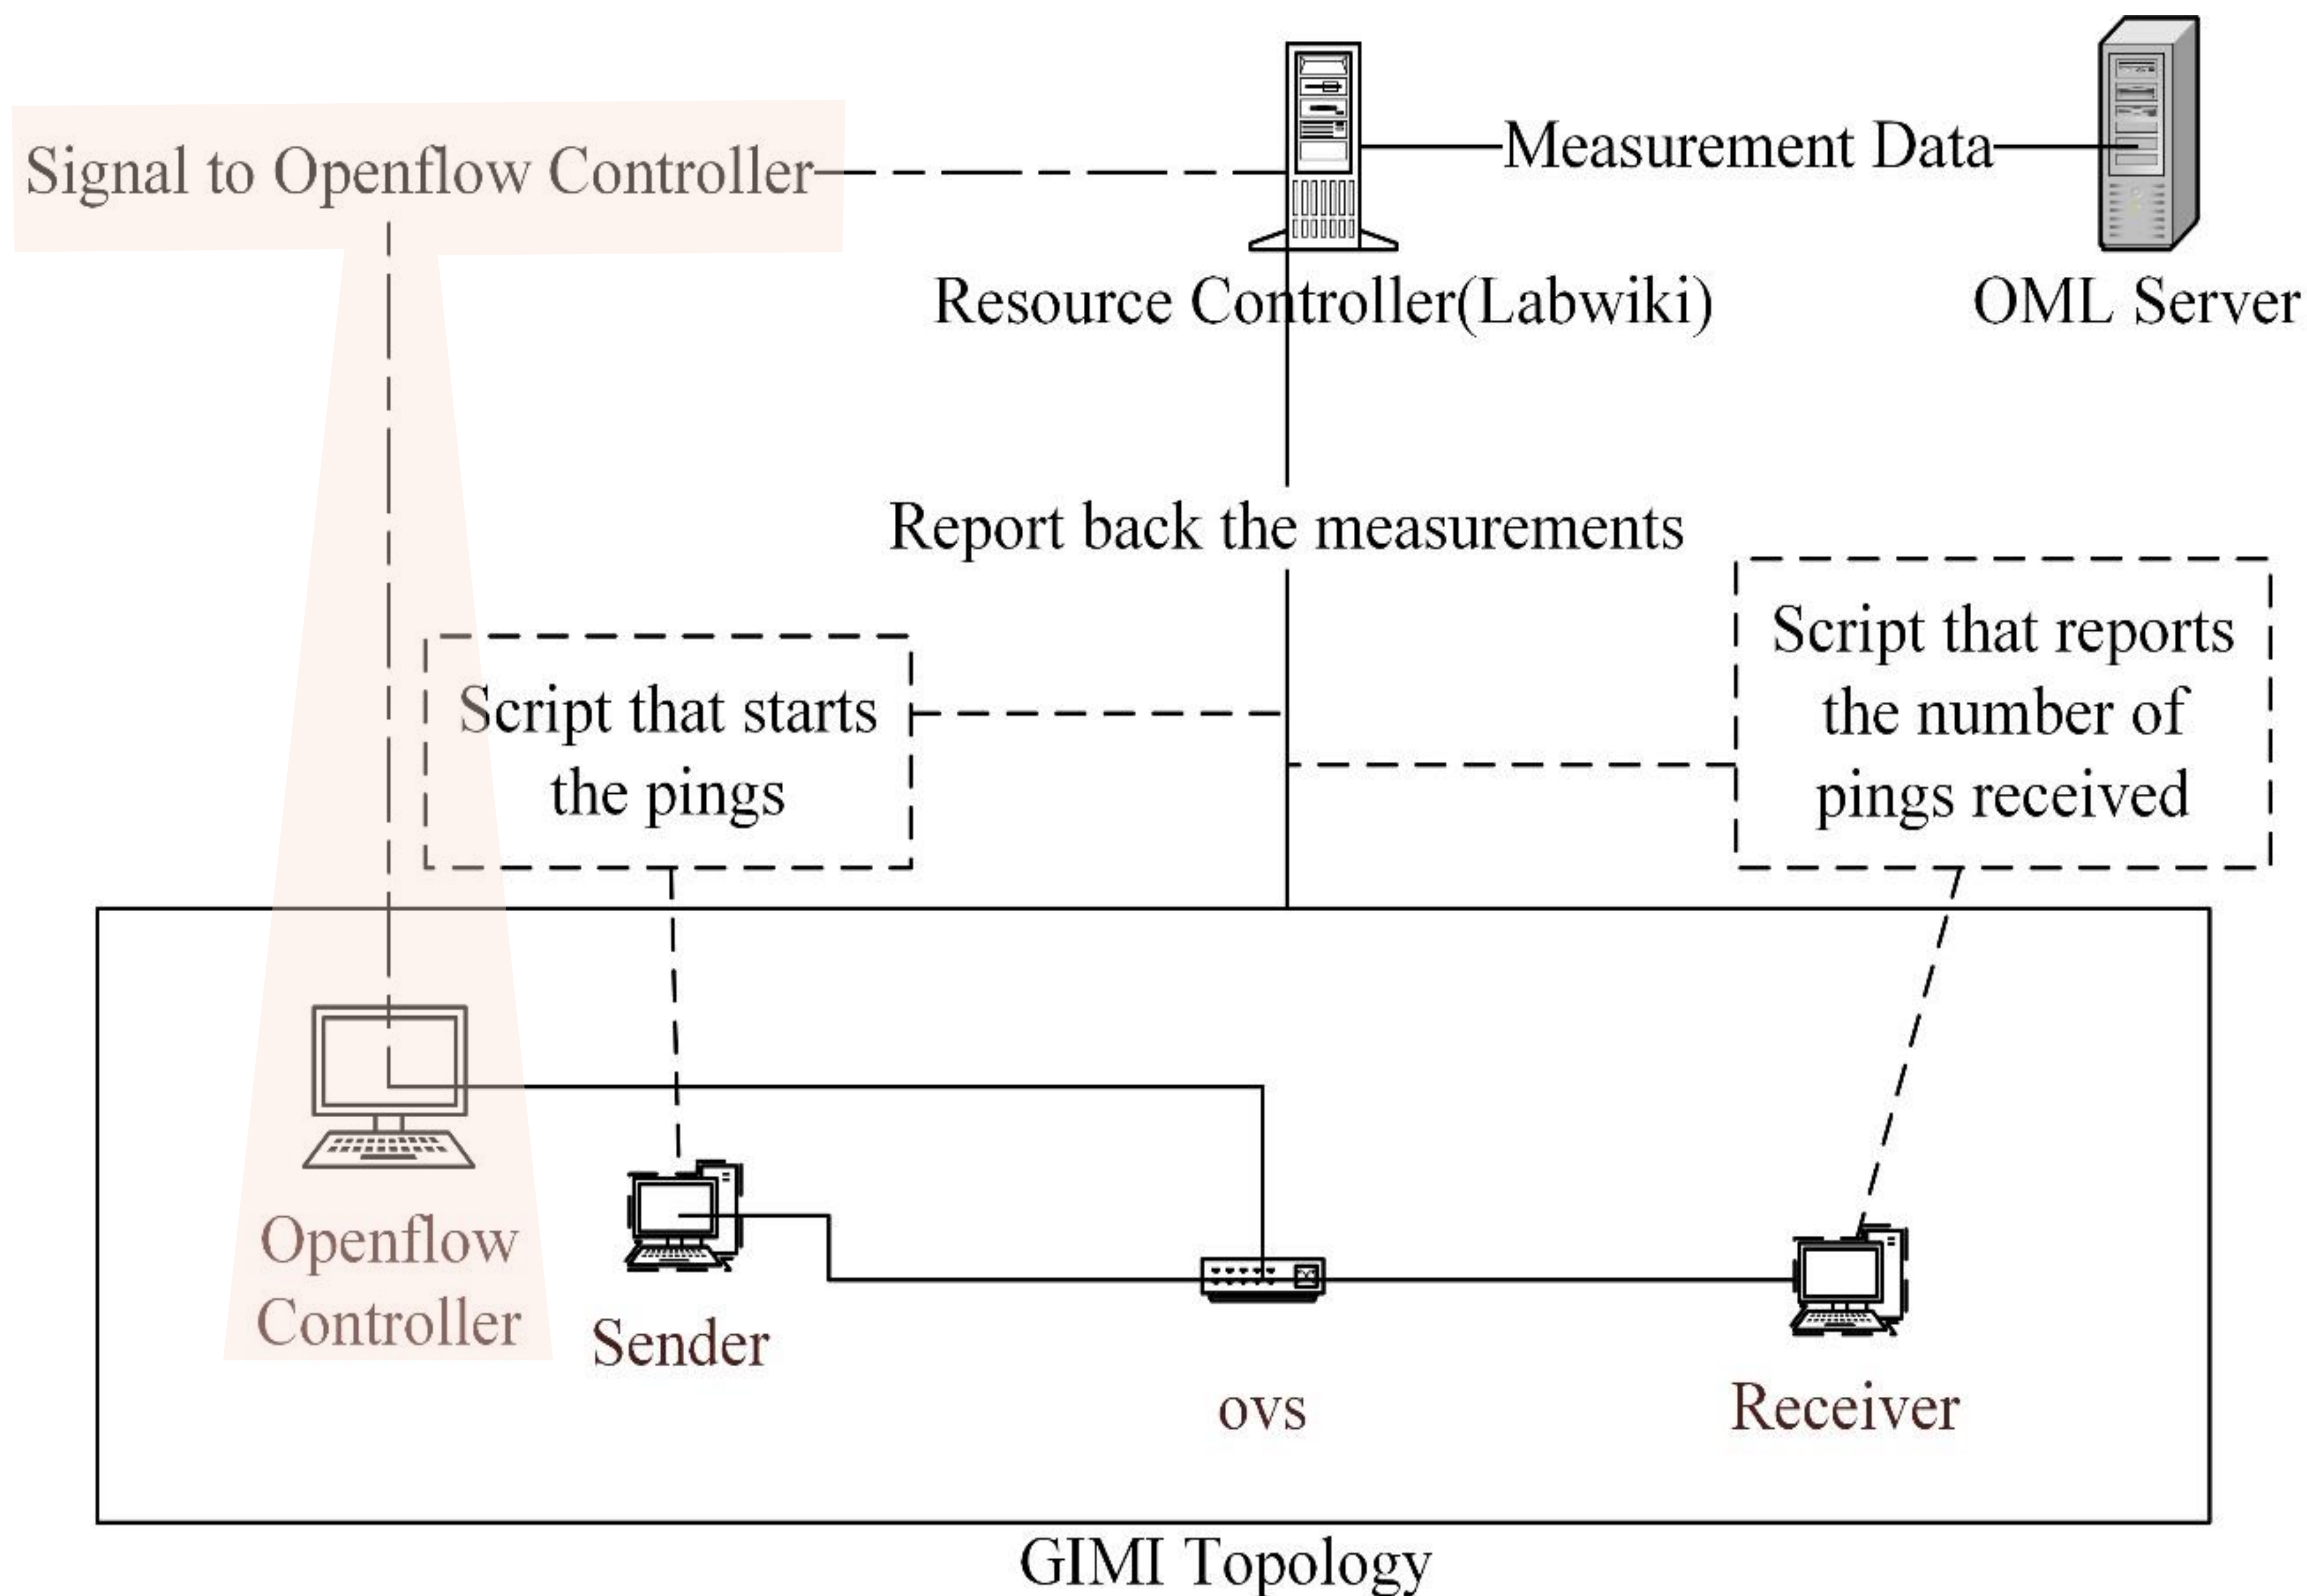 Signal to Openflow Controller
Measurement Data
Resource Controller(Labwiki)
OML Server
Report back the measurements
Script that starts
the pings
Script that reports
the number of
pings received
Openflow
Controller
Sender
ovs
Receiver
GIMI Topology